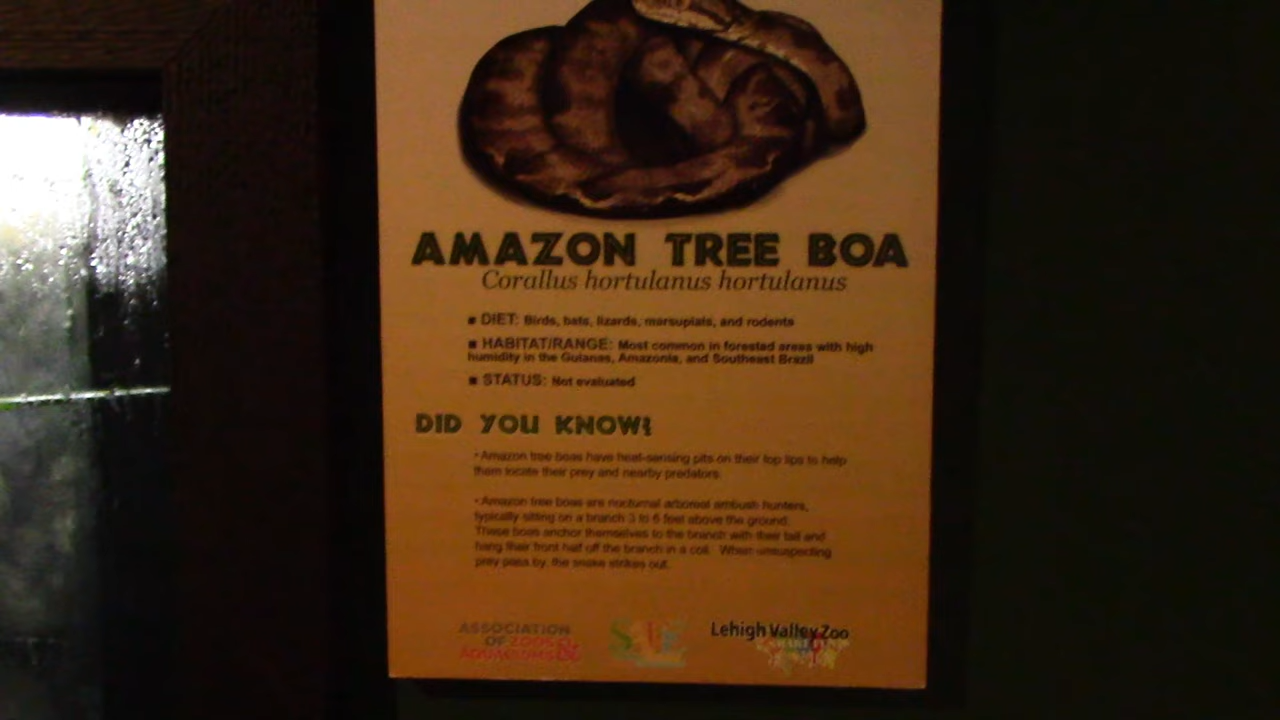 AMAZON TREE BOA
Corallus hortulanus hortulanus
▪ DIET: Birds, bats, lizards, marsupials, and rodents
▪ HABITAT/RANGE: Most common in forested areas with high
humidity in the Guianas, Amazonia, and Southeast Brazil
▪ STATUS: Not evaluated
DID YOU KNOW?
• Amazon tree boas have heat-sensing pits on their top lips to help
them locate their prey and nearby predators.
• Amazon tree boas are nocturnal arboreal ambush hunters,
typically sitting on a branch 3 to 6 feet above the ground.
These boas anchor themselves to the branch with their tail and
hang their front half off the branch in a coil. When unsuspecting
prey pass by, the snake strikes out.
ASSOCIATION
OF ZOOS &
AQUARIUMS
Lehigh Valley Zoo